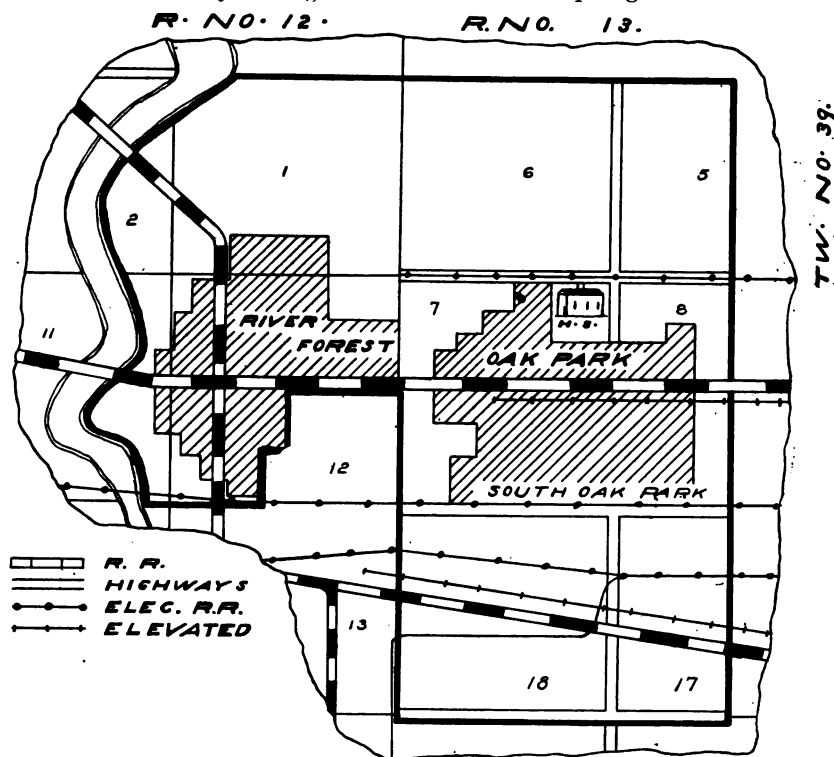 R. NO. 12. R. NO. 13.
TW. NO. 39.
1 6 5
2
RIVER
FOREST
7 8
H.S.
11
OAK PARK
12
SOUTH OAK PARK
R. R.
HIGHWAYS
ELEC. R.R.
ELEVATED
13
18 17